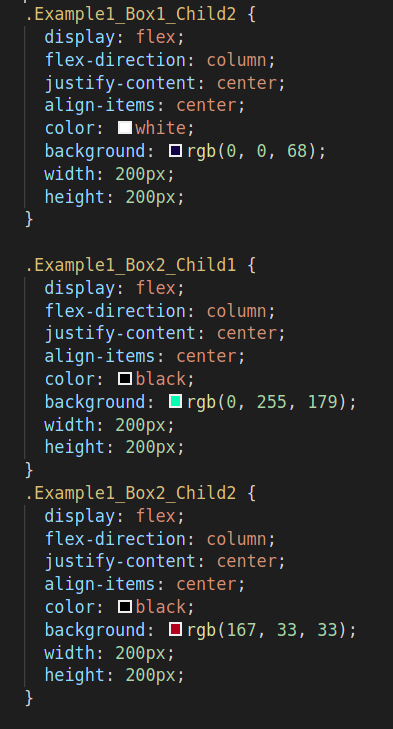 .Example1_Box1_Child2 {
  display: flex;
  flex-direction: column;
  justify-content: center;
  align-items: center;
  color: white;
  background: rgb(0, 0, 68);
  width: 200px;
  height: 200px;
}

.Example1_Box2_Child1 {
  display: flex;
  flex-direction: column;
  justify-content: center;
  align-items: center;
  color: black;
  background: rgb(0, 255, 179);
  width: 200px;
  height: 200px;
}
.Example1_Box2_Child2 {
  display: flex;
  flex-direction: column;
  justify-content: center;
  align-items: center;
  color: black;
  background: rgb(167, 33, 33);
  width: 200px;
  height: 200px;
}